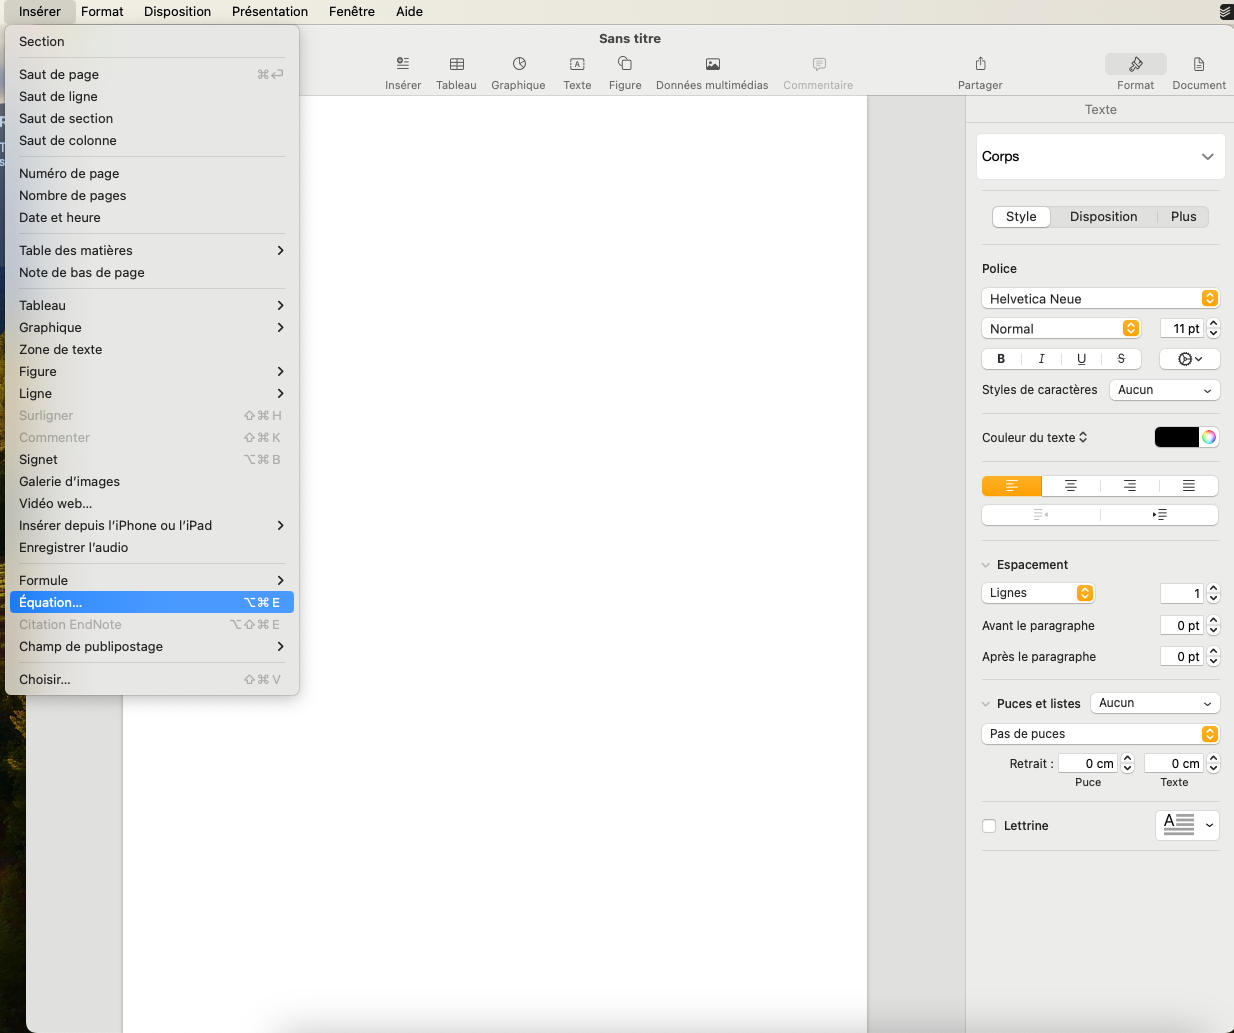 Insérer Format Disposition Présentation Fenêtre Aide
Sans titre
Insérer Tableau Graphique Texte Figure Données multimédias Commentaire Partager Format Document
Section
Saut de page ⌘↩
Saut de ligne
Saut de section
Saut de colonne
Numéro de page
Nombre de pages
Date et heure
Table des matières
Note de bas de page
Tableau
Graphique
Zone de texte
Figure
Ligne
Surligner ⇧⌘H
Commenter ⇧⌘K
Signet ⌥⌘B
Galerie d’images
Vidéo web...
Insérer depuis l’iPhone ou l’iPad
Enregistrer l’audio
Formule
Équation... ⌥⌘E
Citation EndNote ⌥⇧⌘E
Champ de publipostage
Choisir... ⇧⌘V
Texte
Corps
Style Disposition Plus
Police
Helvetica Neue
Normal 11 pt
B I U S
Styles de caractères Aucun
Couleur du texte
Espacement
Lignes 1
Avant le paragraphe 0 pt
Après le paragraphe 0 pt
Puces et listes Aucun
Pas de puces
Retrait : 0 cm 0 cm
Puce Texte
Lettrine A